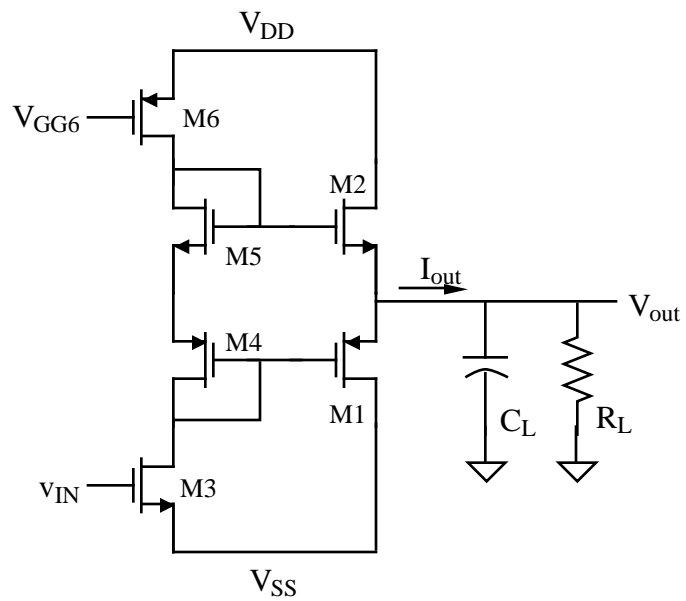 V_DD
V_GG6
M6
M2
M5
I_out
V_out
M4
M1
C_L
R_L
v_IN
M3
V_SS